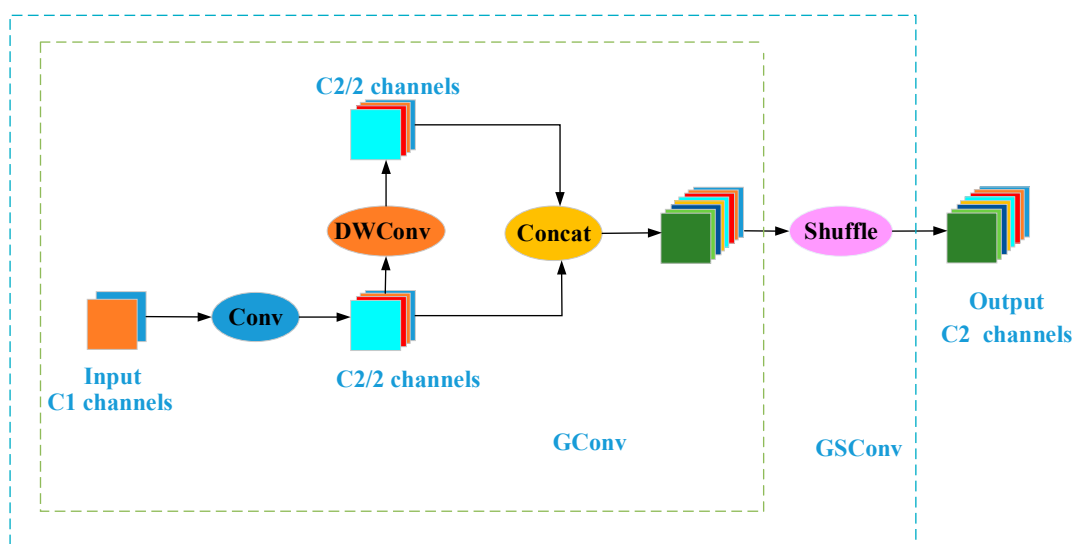 C2/2 channels
DWConv
Concat
Shuffle
Conv
Input
C1 channels
C2/2 channels
Output
C2 channels
GConv
GSConv